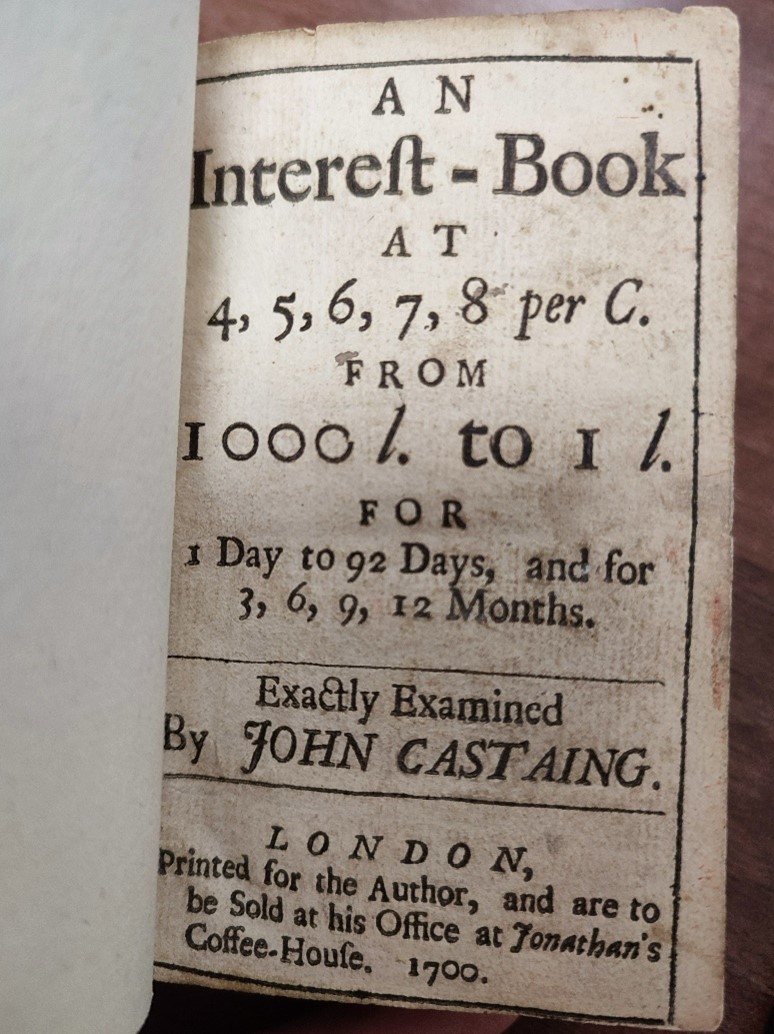 AN
Intereſt-Book
AT
4, 5, 6, 7, 8 per C.
FROM
1000 l. to 1 l.
FOR
1 Day to 92 Days, and for
3, 6, 9, 12 Months.
Exactly Examined
By JOHN CASTAING.
LONDON,
Printed for the Author, and are to
be Sold at his Office at Jonathan's
Coffee-Houſe. 1700.